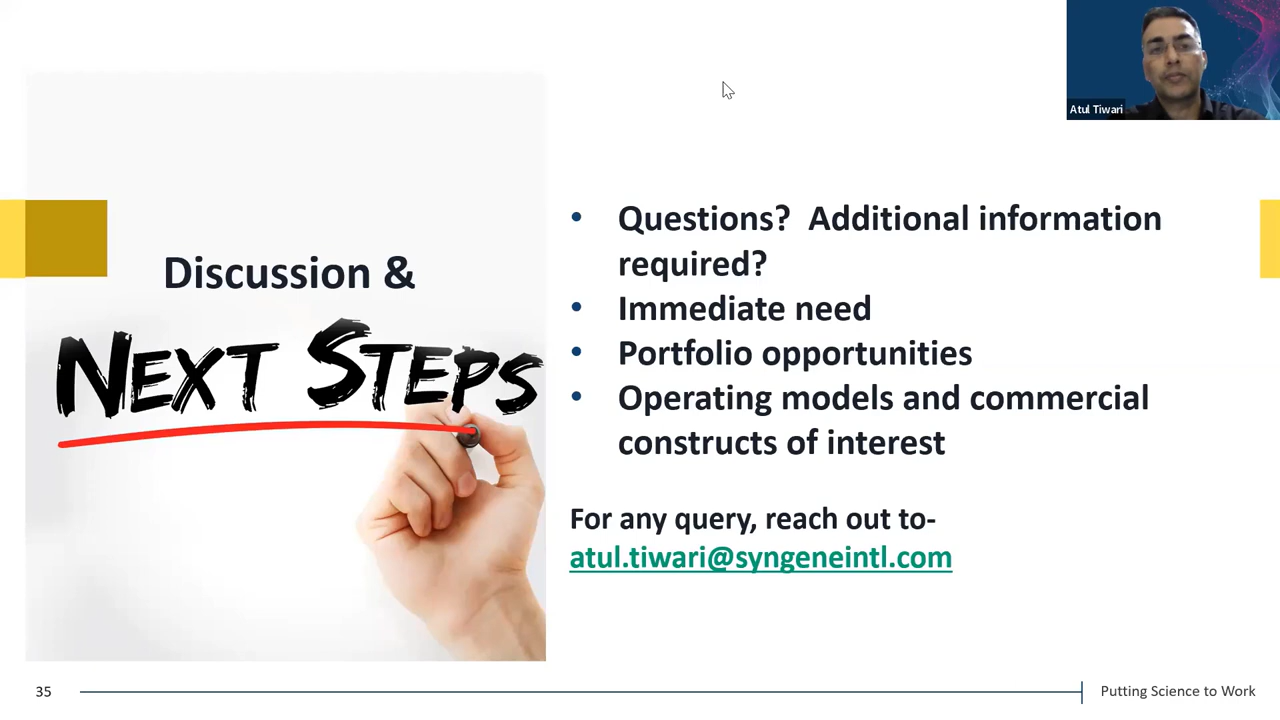 Atul Tiwari
Discussion &
NEXT STEPS
• Questions?  Additional information
required?
• Immediate need
• Portfolio opportunities
• Operating models and commercial
constructs of interest
For any query, reach out to-
atul.tiwari@syngeneintl.com
35
Putting Science to Work